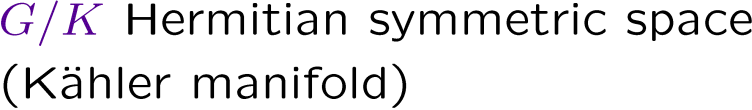 G/K Hermitian symmetric space
(Kähler manifold)